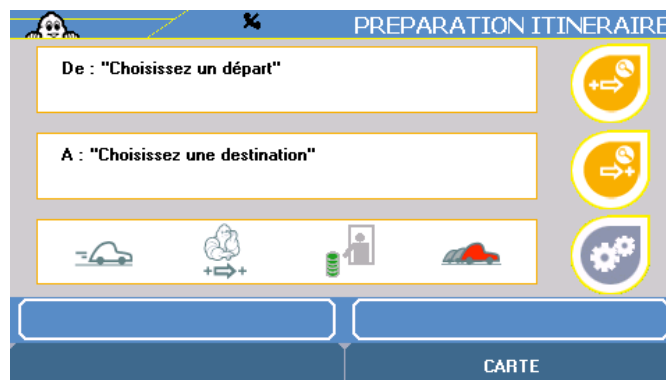 PREPARATION ITINERAIRE
De : "Choisissez un départ"
A : "Choisissez une destination"
CARTE